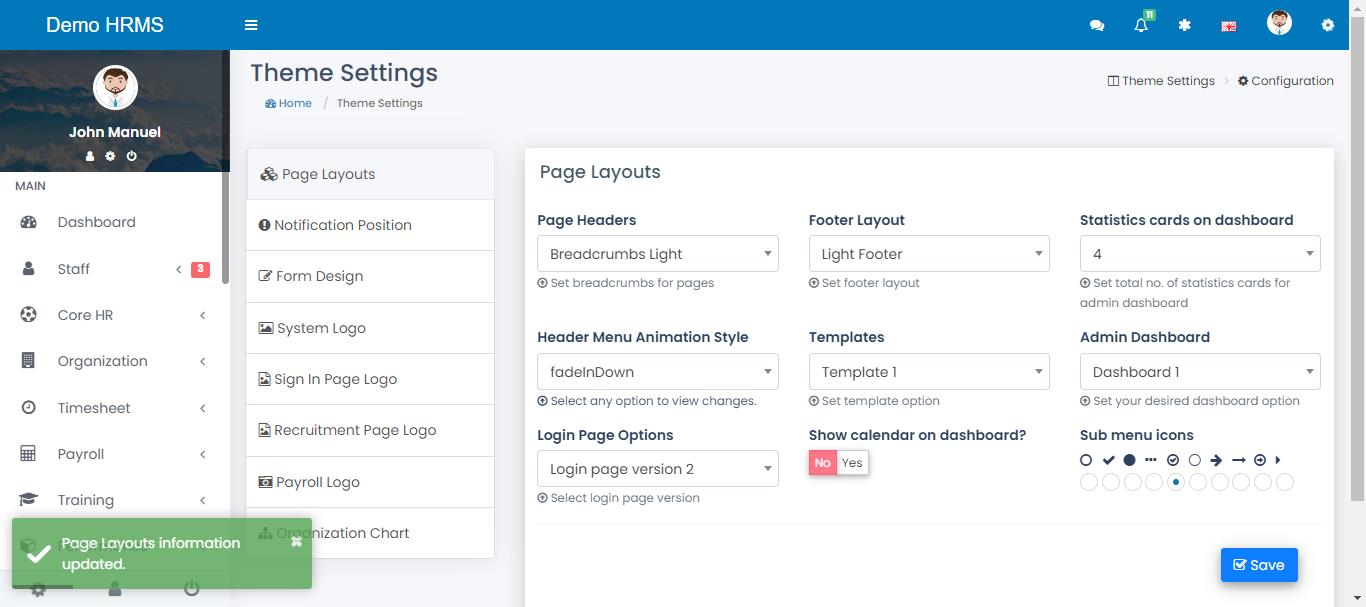 Demo HRMS
11
John Manuel
MAIN
Dashboard
Staff
3
Core HR
Organization
Timesheet
Payroll
Training
Page Layouts information
updated.
Theme Settings
Home / Theme Settings
Theme Settings
Configuration
Page Layouts
Notification Position
Form Design
System Logo
Sign In Page Logo
Recruitment Page Logo
Payroll Logo
Organization Chart
Page Layouts
Page Headers
Breadcrumbs Light
Set breadcrumbs for pages
Footer Layout
Light Footer
Set footer layout
Statistics cards on dashboard
4
Set total no. of statistics cards for
admin dashboard
Header Menu Animation Style
fadeInDown
Select any option to view changes.
Templates
Template 1
Set template option
Admin Dashboard
Dashboard 1
Set your desired dashboard option
Login Page Options
Login page version 2
Select login page version
Show calendar on dashboard?
No Yes
Sub menu icons
Save